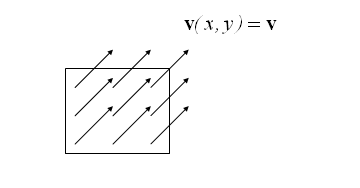 v(x, y) = v